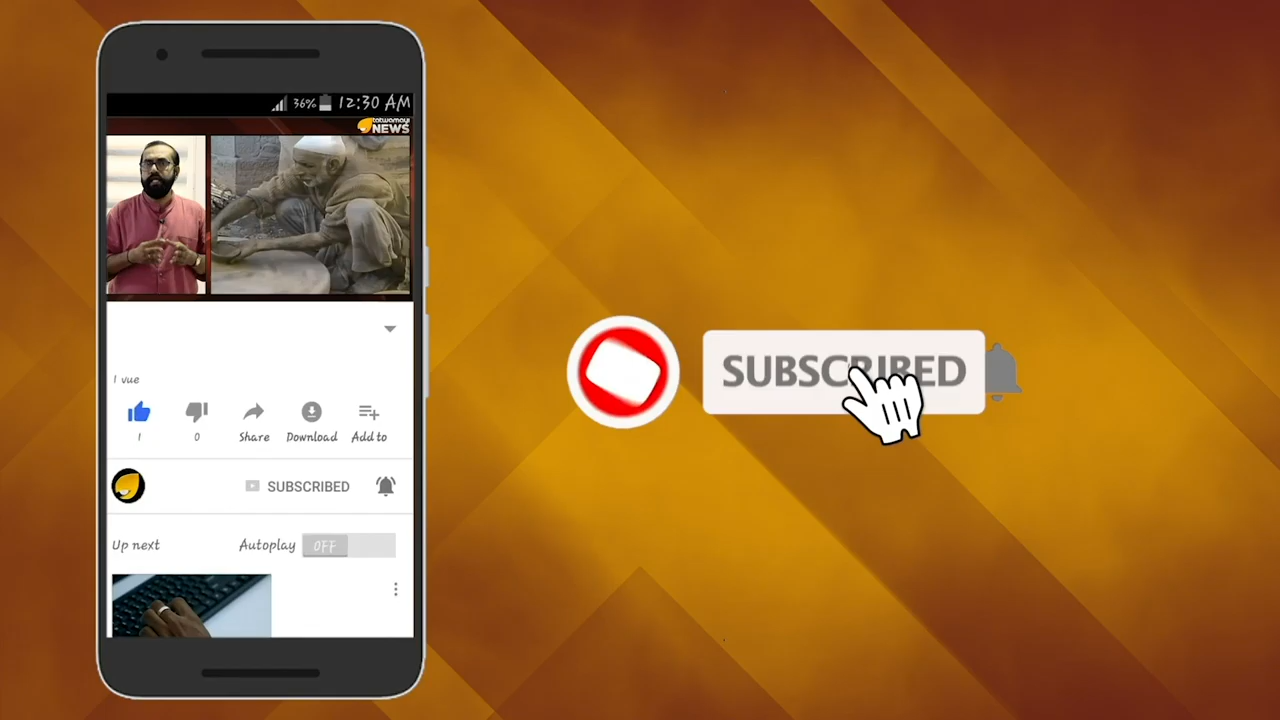 36% 12:30 AM
tatwamayi
NEWS
1 vue
1 0 Share Download Add to
SUBSCRIBED
Up next Autoplay OFF
SUBSCRIBED